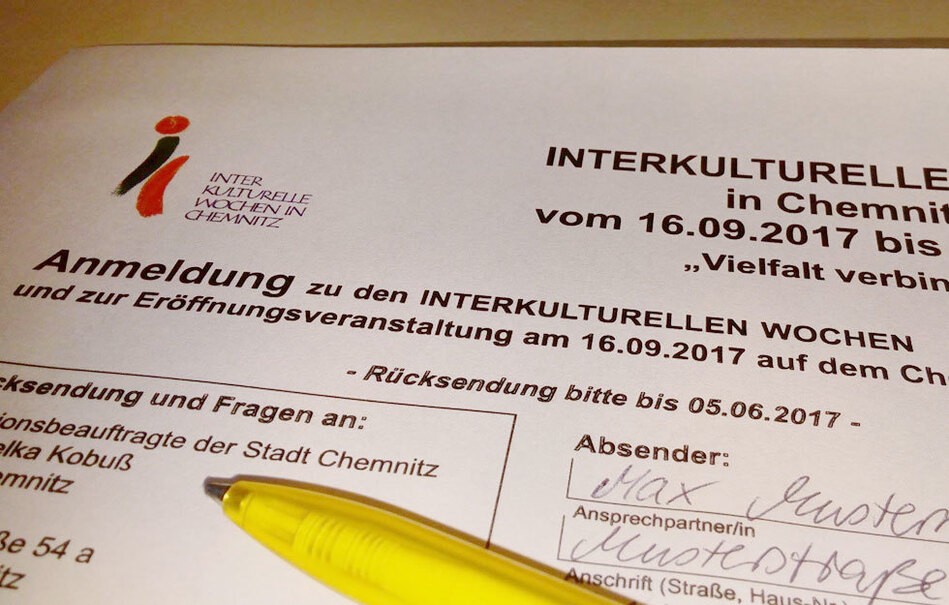 INTER
KULTURELLE
WOCHEN IN
CHEMNITZ
INTERKULTURELLE
in Chemnit
vom 16.09.2017 bis
„Vielfalt verbin
Anmeldung zu den INTERKULTURELLEN WOCHEN
und zur Eröffnungsveranstaltung am 16.09.2017 auf dem Che
- Rücksendung bitte bis 05.06.2017 -
cksendung und Fragen an:
ionsbeauftragte der Stadt Chemnitz
elka Kobuß
emnitz
ße 54 a
itz
Absender:
Max Mustern
Ansprechpartner/in
Musterstraße
Anschrift (Straße, Haus-Nr